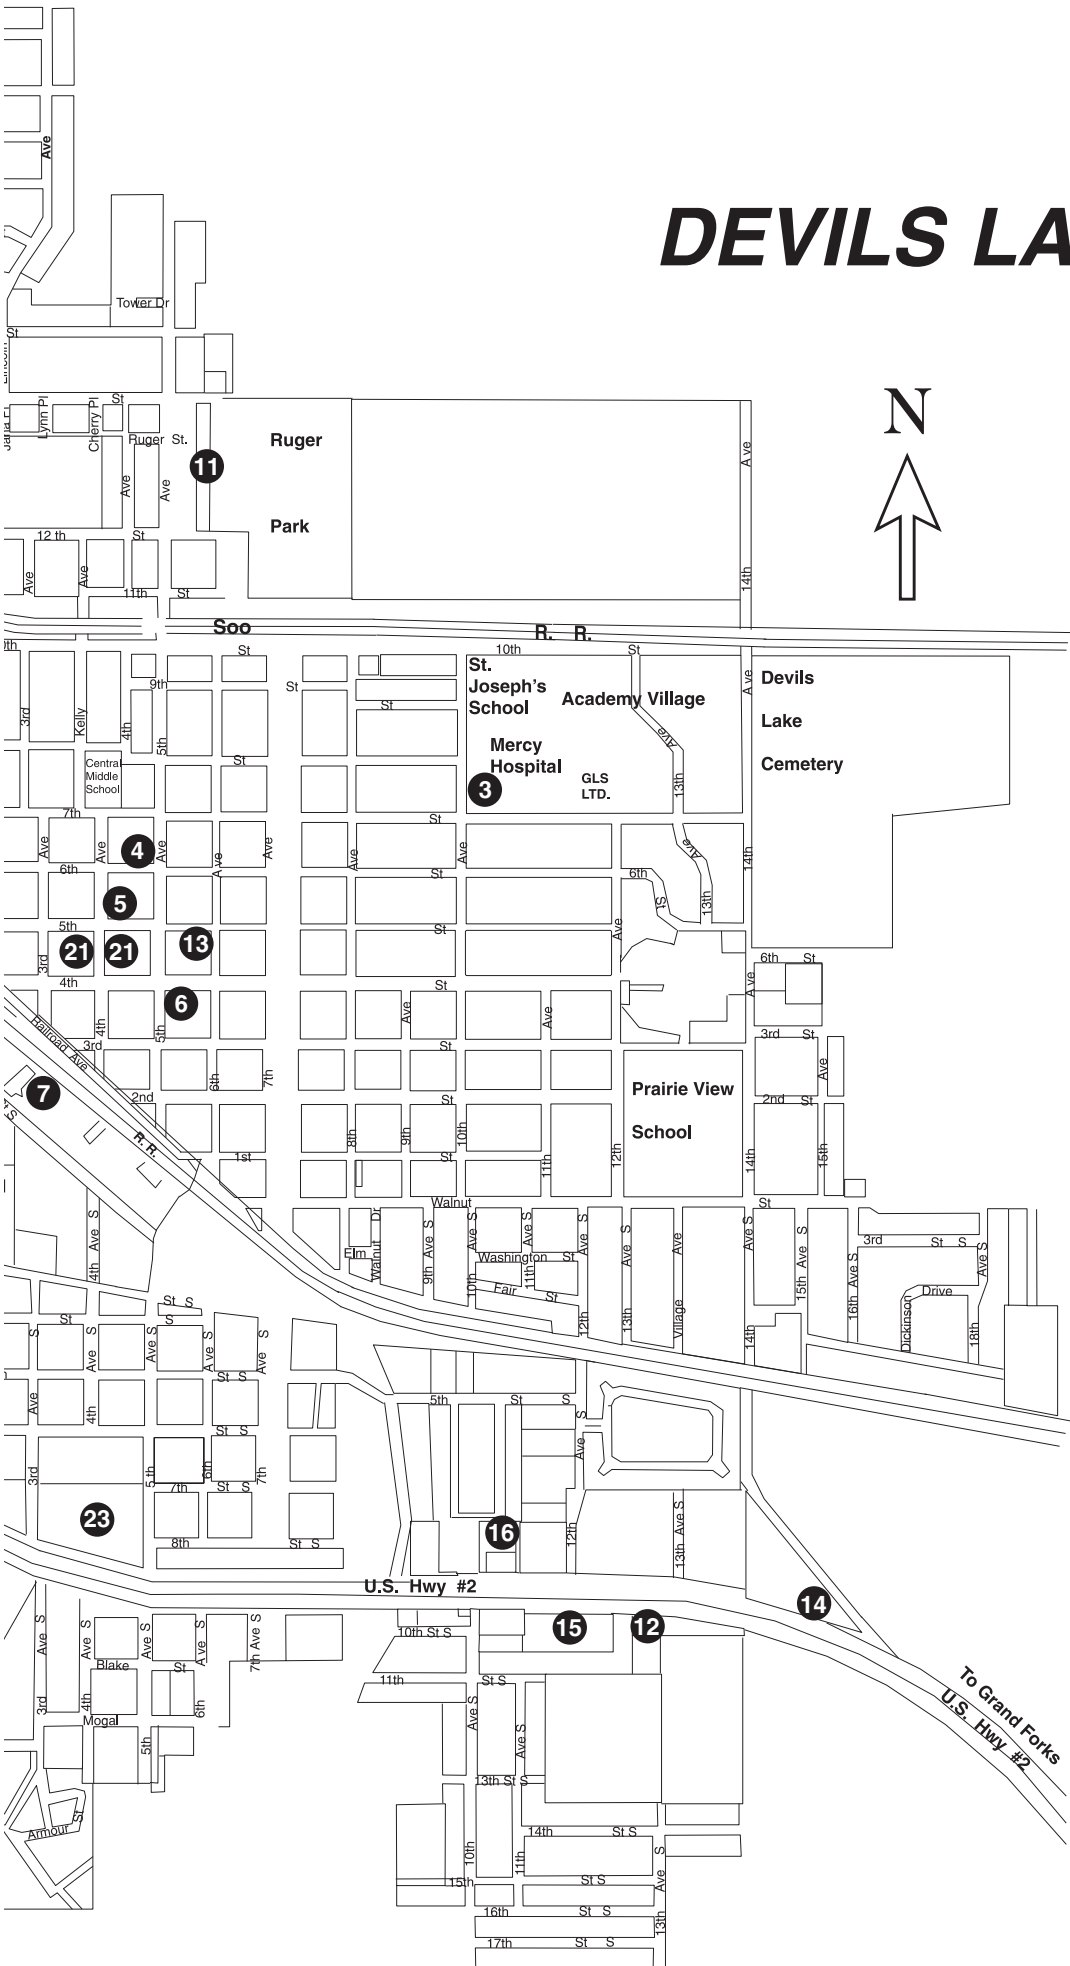 DEVILS LA
N
Ave
Tower Dr
St
Lincoln
St
Lynn Pl
Cherry Pl
Ruger St.
Ruger
Park
11
Ave
Ave
Ave
12 th
St
Ave
Ave
11th
St
14th
Soo
R. R.
10th
St
St
9th
St
St
St
3rd
Kelly
4th
5th
Central
Middle
School
St.
Joseph's
School
Academy Village
Mercy
Hospital
GLS
LTD.
3
Ave
13th
Ave
Devils
Lake
Cemetery
7th
St
4
Ave
Ave
Ave
Ave
Ave
Ave
Ave
Ave
14th
6th
St
6th
St
13th
5
5th
St
Ave
21
21
13
3rd
4th
St
6th
St
Ave
6
4th
5th
Ave
Ave
Railroad Ave
3rd
St
3rd
St
7
6th
7th
Prairie View
School
Ave
2nd
St
2nd
St
St S
R. R.
8th
9th
10th
11th
12th
14th
15th
1st
St
Walnut
St
4th Ave S
Elm
Walnut Dr
9th Ave S
10th Ave S
Washington St
11th Ave S
Fair St
12th Ave S
13th Ave S
Village Ave
14th Ave S
15th Ave S
16th Ave S
3rd St S
Dickinson Drive
18th Ave S
St S
St
S
Ave S
Ave S
Ave S
Ave S
S
St S
Ave
4th
5th St S
Ave S
St S
3rd
5 th
6th
7th
7th
St S
23
8th
St S
16
12th
13th Ave S
U.S. Hwy #2
14
15
12
10th St S
3rd Ave S
4th Ave S
Ave S
Ave S
7th Ave S
Blake
St
6th
11th
St S
Mogal
5th
Ave S
Ave S
To Grand Forks
U.S. Hwy #2
13th St S
Armour St
14th
St S
10th
11th
15th
St S
13th Ave S
16th
St S
17th
St S